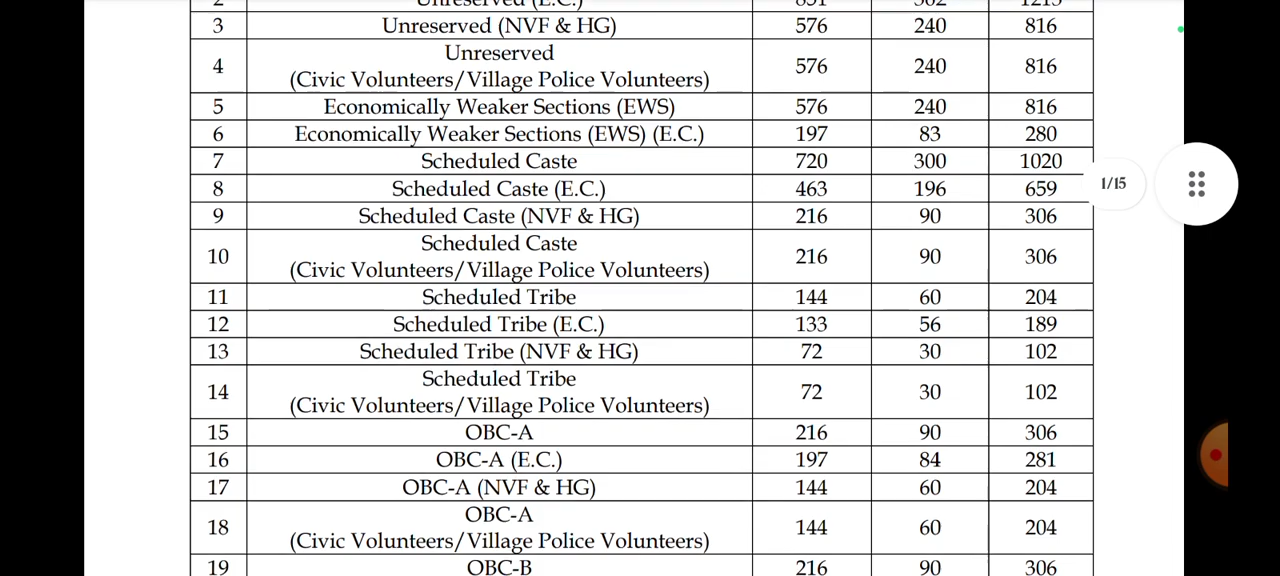 2 Unreserved (E.C.) 851 362 1213
3 Unreserved (NVF & HG) 576 240 816
4 Unreserved
(Civic Volunteers/Village Police Volunteers) 576 240 816
5 Economically Weaker Sections (EWS) 576 240 816
6 Economically Weaker Sections (EWS) (E.C.) 197 83 280
7 Scheduled Caste 720 300 1020
8 Scheduled Caste (E.C.) 463 196 659
9 Scheduled Caste (NVF & HG) 216 90 306
10 Scheduled Caste
(Civic Volunteers/Village Police Volunteers) 216 90 306
11 Scheduled Tribe 144 60 204
12 Scheduled Tribe (E.C.) 133 56 189
13 Scheduled Tribe (NVF & HG) 72 30 102
14 Scheduled Tribe
(Civic Volunteers/Village Police Volunteers) 72 30 102
15 OBC-A 216 90 306
16 OBC-A (E.C.) 197 84 281
17 OBC-A (NVF & HG) 144 60 204
18 OBC-A
(Civic Volunteers/Village Police Volunteers) 144 60 204
19 OBC-B 216 90 306
1/15